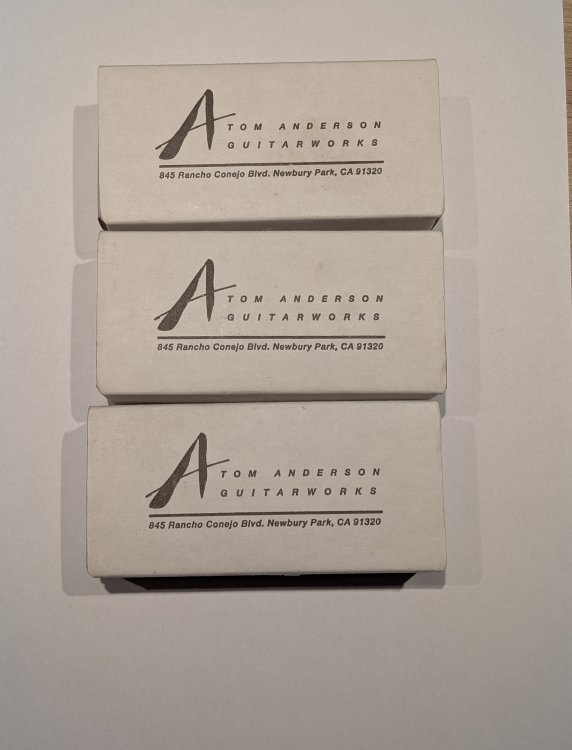 A TOM ANDERSON
GUITARWORKS
845 Rancho Conejo Blvd. Newbury Park, CA 91320
A TOM ANDERSON
GUITARWORKS
845 Rancho Conejo Blvd. Newbury Park, CA 91320
A TOM ANDERSON
GUITARWORKS
845 Rancho Conejo Blvd. Newbury Park, CA 91320